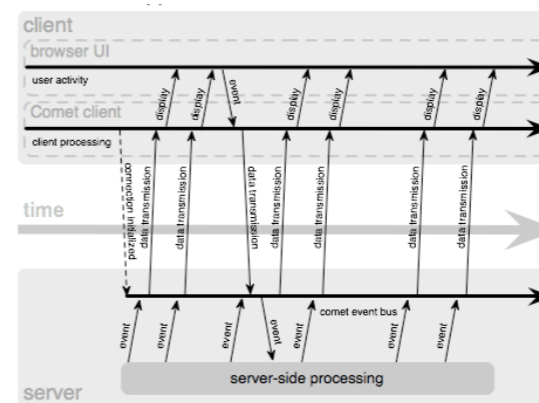 client
browser UI
user activity
display
display
event
display
display
display
display
Comet client
client processing
connection initialized
data transmission
data transmission
data transmission
data transmission
data transmission
data transmission
data transmission
time
comet event bus
event
event
event
event
event
event
event
server-side processing
server